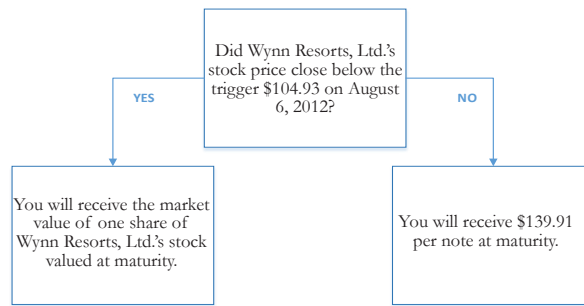 Did Wynn Resorts, Ltd.'s
stock price close below the
trigger $104.93 on August
6, 2012?
YES
NO
You will receive the market
value of one share of
Wynn Resorts, Ltd.'s stock
valued at maturity.
You will receive $139.91
per note at maturity.